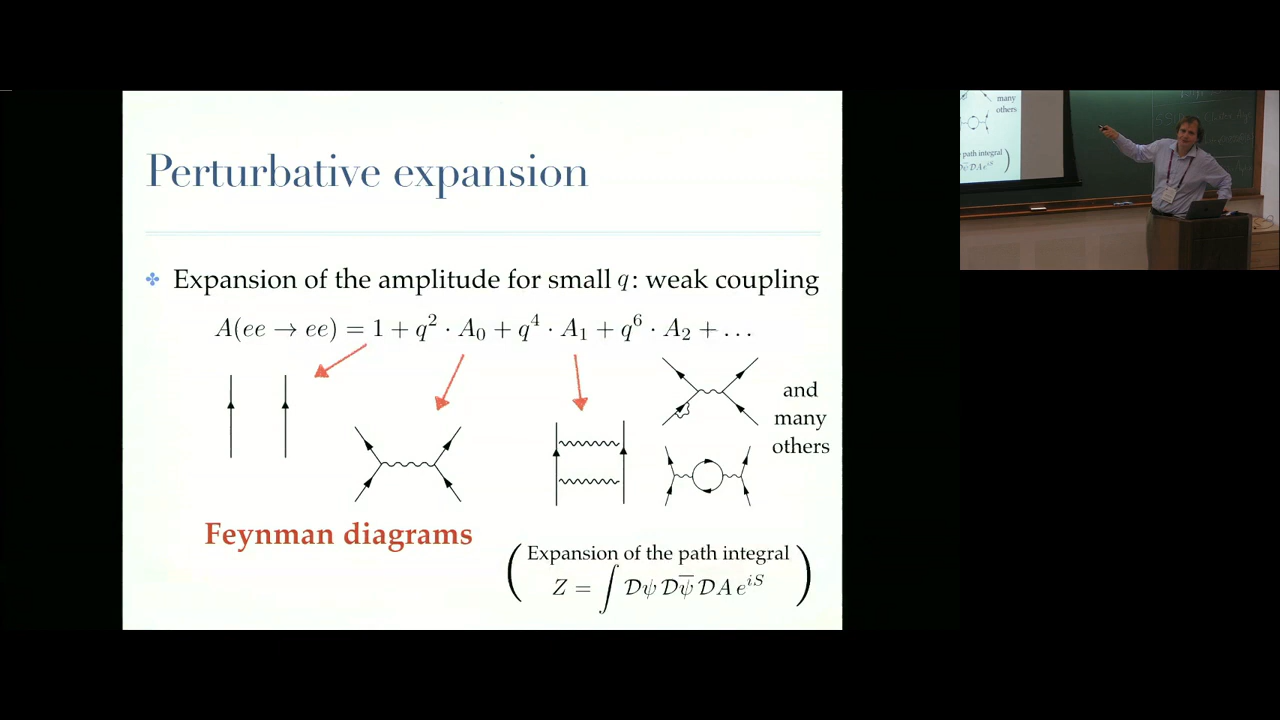 Perturbative expansion
Expansion of the amplitude for small q: weak coupling
A(ee → ee) = 1 + q² · A₀ + q⁴ · A₁ + q⁶ · A₂ + …
and
many
others
Feynman diagrams
Expansion of the path integral
Z = ∫ 𝒟ψ 𝒟ψ̅ 𝒟A e^{iS}
many
others
path integral